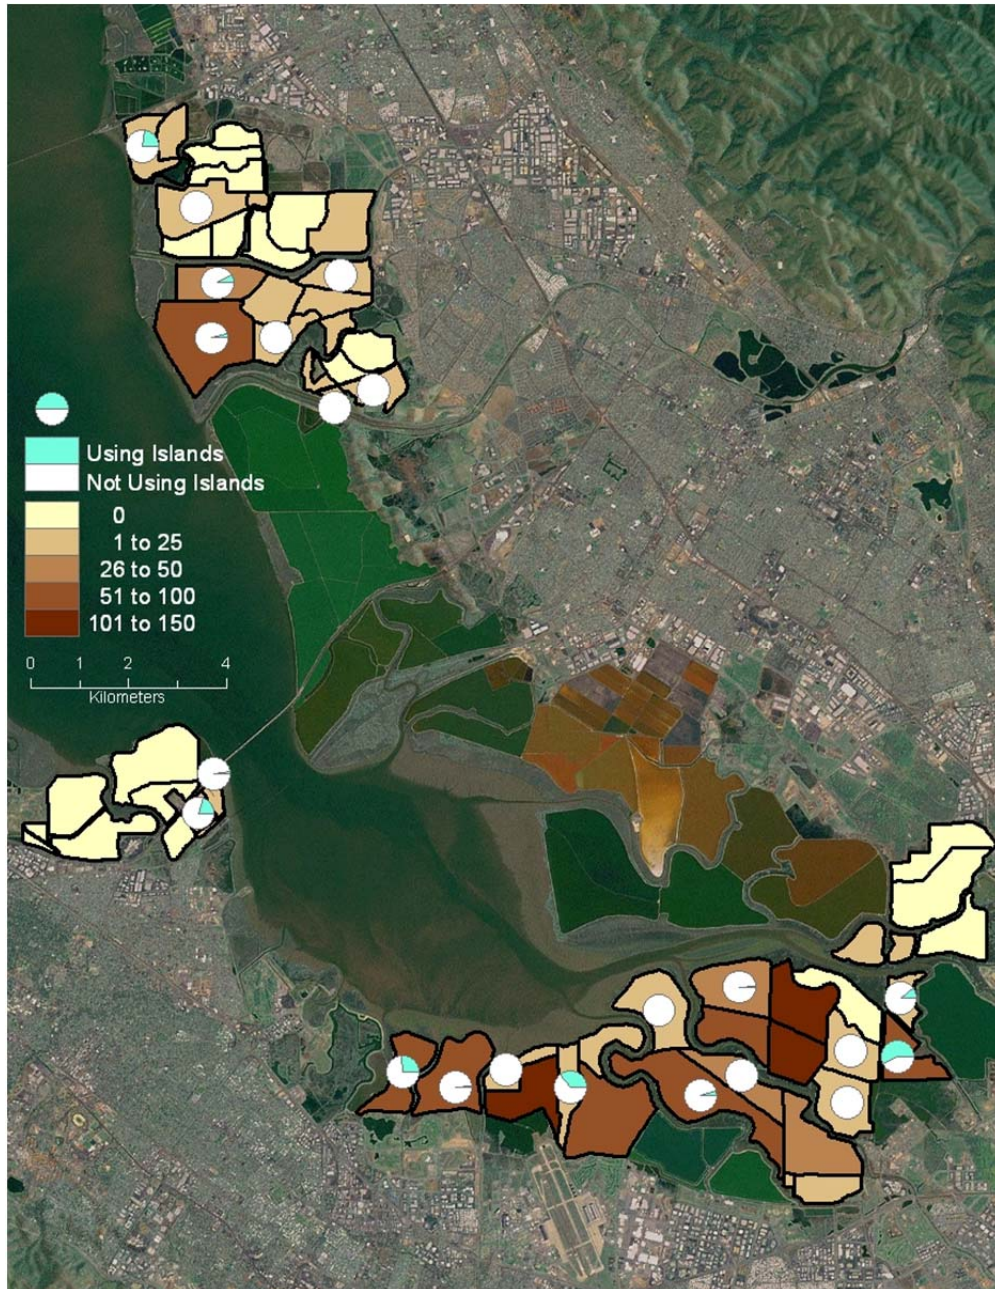 Using Islands
Not Using Islands
0
1 to 25
26 to 50
51 to 100
101 to 150
0 1 2 4
Kilometers